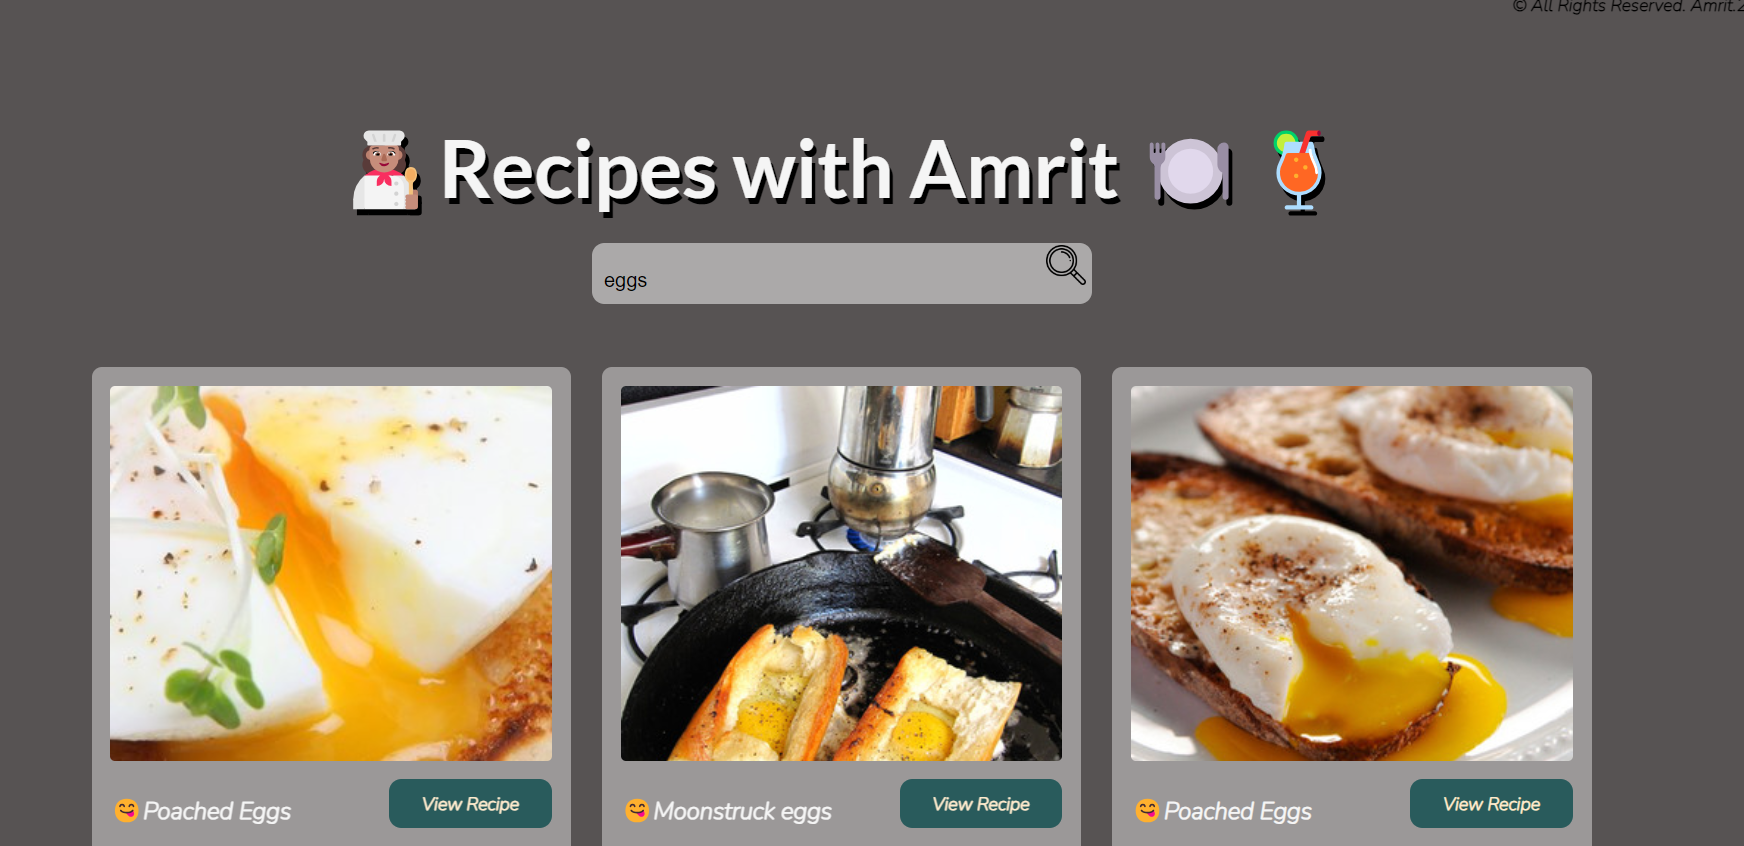 © All Rights Reserved. Amrit.2
Recipes with Amrit
eggs
Poached Eggs
View Recipe
Moonstruck eggs
View Recipe
Poached Eggs
View Recipe